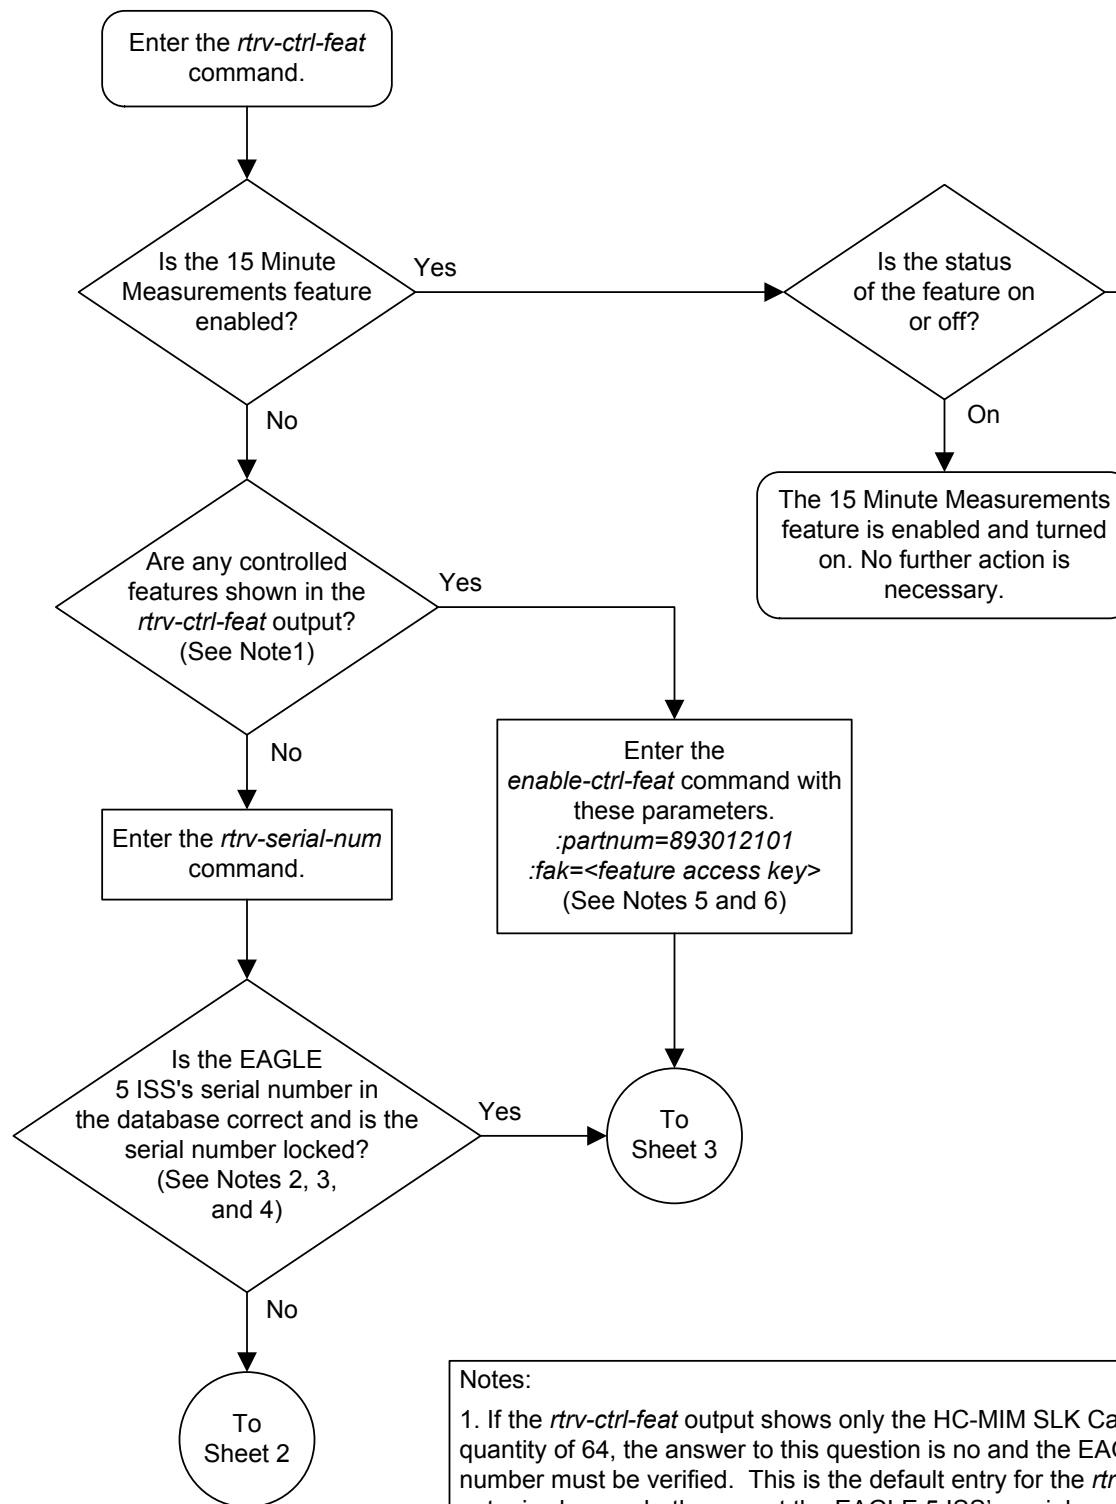 Enter the rtrv-ctrl-feat
command.
Is the 15 Minute
Measurements feature
enabled?
Yes
Is the status
of the feature on
or off?
No
On
The 15 Minute Measurements
feature is enabled and turned
on. No further action is
necessary.
Are any controlled
features shown in the
rtrv-ctrl-feat output?
(See Note1)
Yes
No
Enter the
enable-ctrl-feat command with
these parameters.
:partnum=893012101
:fak=<feature access key>
(See Notes 5 and 6)
Enter the rtrv-serial-num
command.
Is the EAGLE
5 ISS's serial number in
the database correct and is the
serial number locked?
(See Notes 2, 3,
and 4)
Yes
To
Sheet 3
No
To
Sheet 2
Notes:
1. If the rtrv-ctrl-feat output shows only the HC-MIM SLK Ca
quantity of 64, the answer to this question is no and the EAG
number must be verified. This is the default entry for the rtr